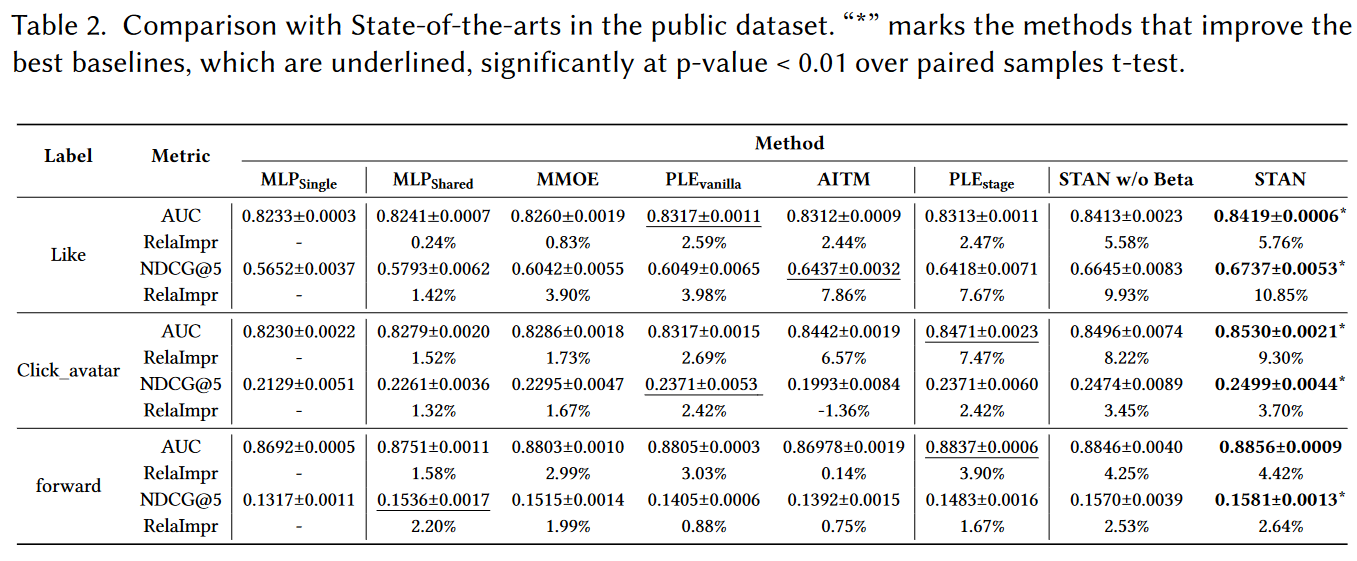 Table 2. Comparison with State-of-the-arts in the public dataset. “*” marks the methods that improve the
best baselines, which are underlined, significantly at p-value < 0.01 over paired samples t-test.
Label Metric Method
MLPSingle MLPShared MMOE PLEvanilla AITM PLEstage STAN w/o Beta STAN
Like
AUC 0.8233±0.0003 0.8241±0.0007 0.8260±0.0019 0.8317±0.0011 0.8312±0.0009 0.8313±0.0011 0.8413±0.0023 0.8419±0.0006*
RelaImpr - 0.24% 0.83% 2.59% 2.44% 2.47% 5.58% 5.76%
NDCG@5 0.5652±0.0037 0.5793±0.0062 0.6042±0.0055 0.6049±0.0065 0.6437±0.0032 0.6418±0.0071 0.6645±0.0083 0.6737±0.0053*
RelaImpr - 1.42% 3.90% 3.98% 7.86% 7.67% 9.93% 10.85%
Click_avatar
AUC 0.8230±0.0022 0.8279±0.0020 0.8286±0.0018 0.8317±0.0015 0.8442±0.0019 0.8471±0.0023 0.8496±0.0074 0.8530±0.0021*
RelaImpr - 1.52% 1.73% 2.69% 6.57% 7.47% 8.22% 9.30%
NDCG@5 0.2129±0.0051 0.2261±0.0036 0.2295±0.0047 0.2371±0.0053 0.1993±0.0084 0.2371±0.0060 0.2474±0.0089 0.2499±0.0044*
RelaImpr - 1.32% 1.67% 2.42% -1.36% 2.42% 3.45% 3.70%
forward
AUC 0.8692±0.0005 0.8751±0.0011 0.8803±0.0010 0.8805±0.0003 0.86978±0.0019 0.8837±0.0006 0.8846±0.0040 0.8856±0.0009
RelaImpr - 1.58% 2.99% 3.03% 0.14% 3.90% 4.25% 4.42%
NDCG@5 0.1317±0.0011 0.1536±0.0017 0.1515±0.0014 0.1405±0.0006 0.1392±0.0015 0.1483±0.0016 0.1570±0.0039 0.1581±0.0013*
RelaImpr - 2.20% 1.99% 0.88% 0.75% 1.67% 2.53% 2.64%